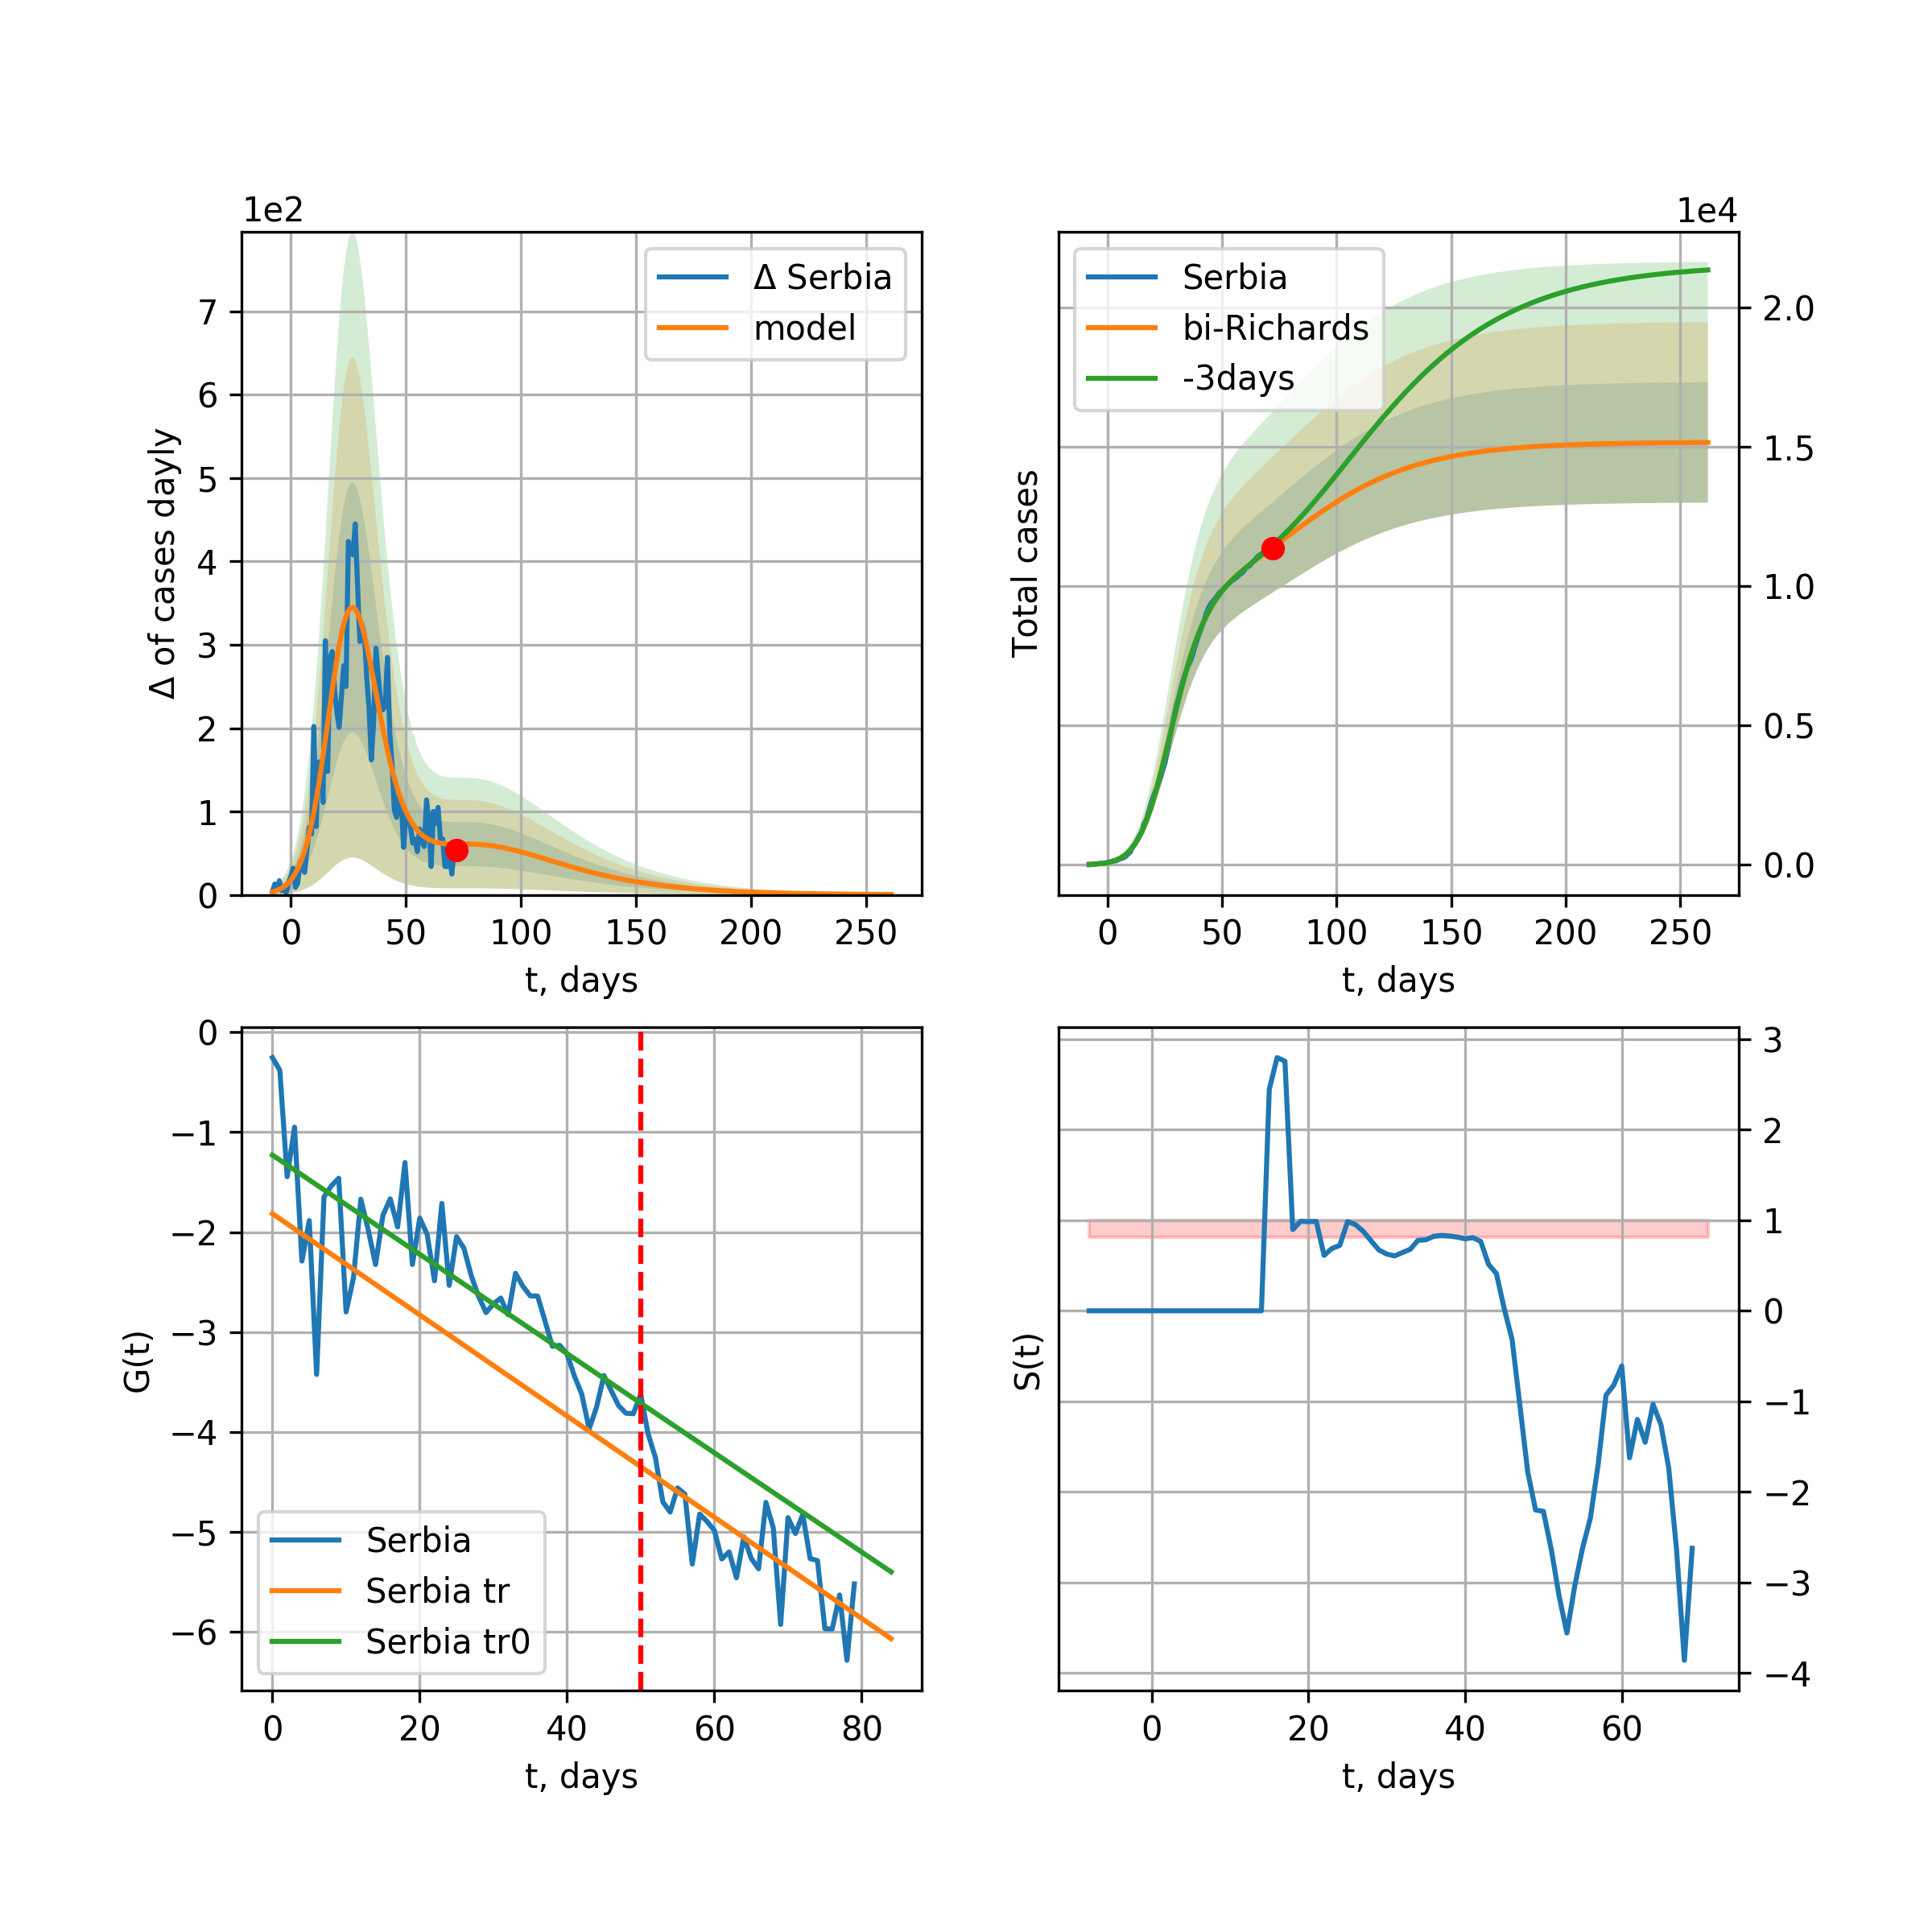 1e2
Δ of cases dayly
7
6
5
4
3
2
1
0
Δ Serbia
model
0 50 100 150 200 250
t, days
1e4
Total cases
Serbia
bi-Richards
-3days
2.0
1.5
1.0
0.5
0.0
0 50 100 150 200 250
t, days
G(t)
0
−1
−2
−3
−4
−5
−6
Serbia
Serbia tr
Serbia tr0
0 20 40 60 80
t, days
S(t)
3
2
1
0
−1
−2
−3
−4
0 20 40 60
t, days